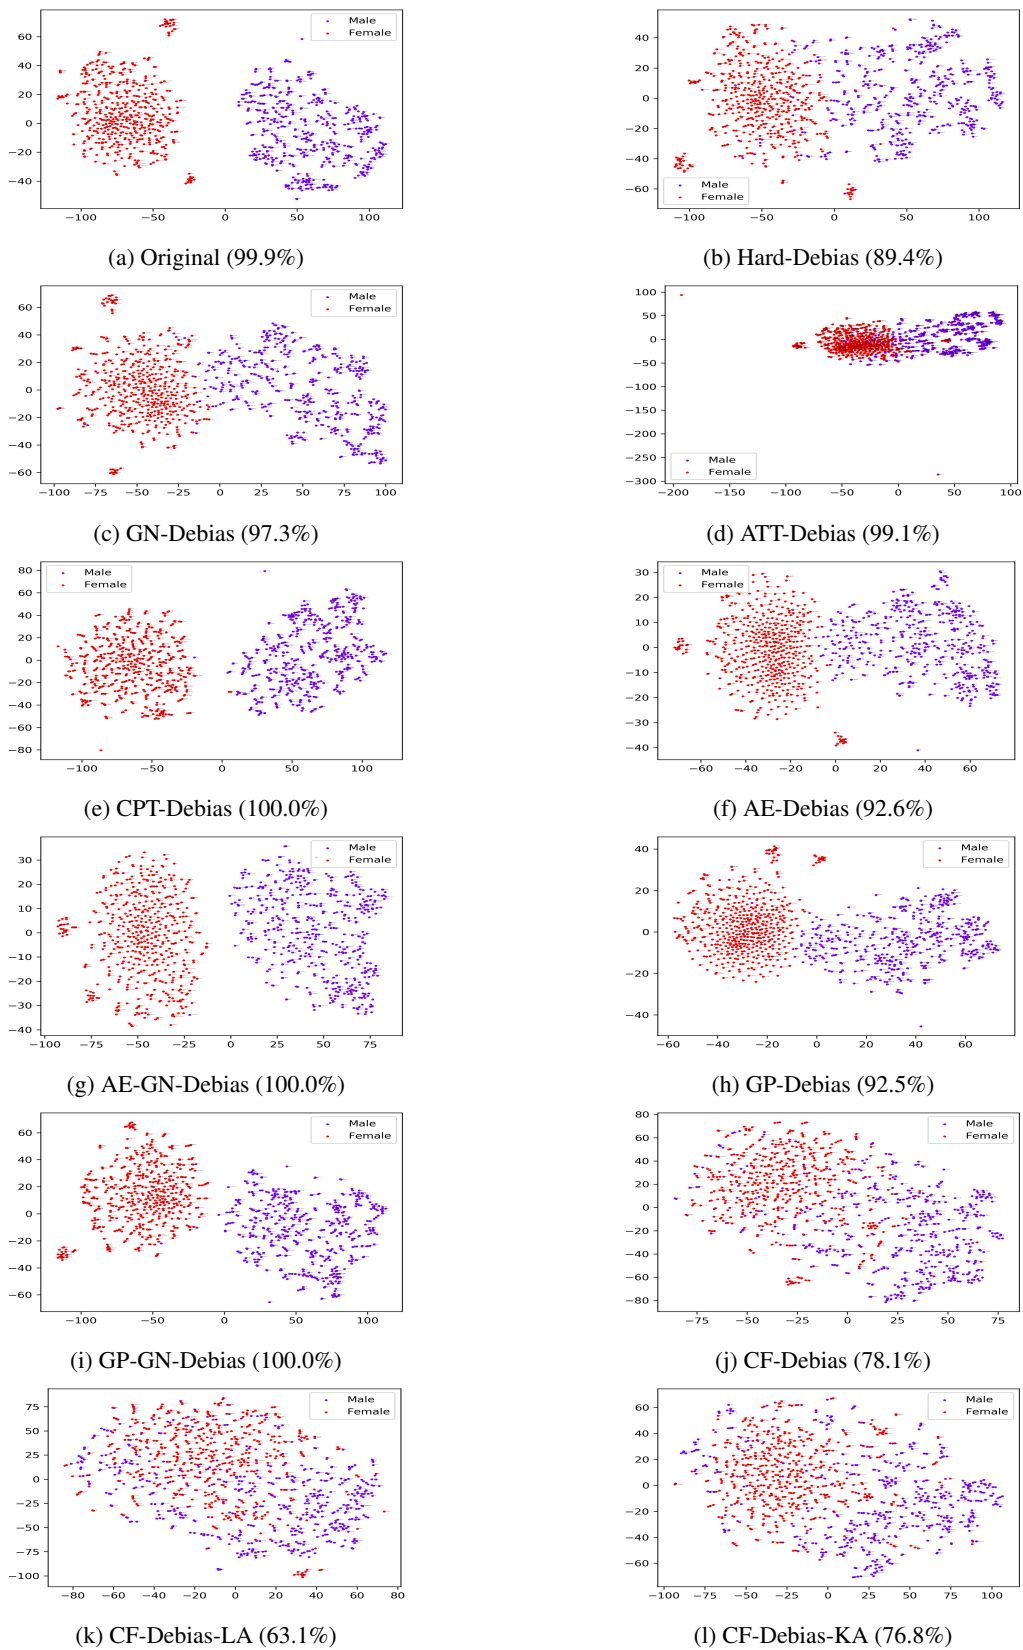 60
40
20
0
−20
−40
−100 −50 0 50 100
Male
Female
(a) Original (99.9%)
40
20
0
−20
−40
−60
−100 −50 0 50 100
Male
Female
(b) Hard-Debias (89.4%)
60
40
20
0
−20
−40
−60
−100 −75 −50 −25 0 25 50 75 100
Male
Female
(c) GN-Debias (97.3%)
100
50
0
−50
−100
−150
−200
−250
−300
−200 −150 −100 −50 0 50 100
Male
Female
(d) ATT-Debias (99.1%)
80
60
40
20
0
−20
−40
−60
−80
−100 −50 0 50 100
Male
Female
(e) CPT-Debias (100.0%)
30
20
10
0
−10
−20
−30
−40
−60 −40 −20 0 20 40 60
Male
Female
(f) AE-Debias (92.6%)
30
20
10
0
−10
−20
−30
−40
−100 −75 −50 −25 0 25 50 75
Male
Female
(g) AE-GN-Debias (100.0%)
40
20
0
−20
−40
−60 −40 −20 0 20 40 60
Male
Female
(h) GP-Debias (92.5%)
60
40
20
0
−20
−40
−60
−100 −50 0 50 100
Male
Female
(i) GP-GN-Debias (100.0%)
80
60
40
20
0
−20
−40
−60
−80
−75 −50 −25 0 25 50 75
Male
Female
(j) CF-Debias (78.1%)
75
50
25
0
−25
−50
−75
−100
−80 −60 −40 −20 0 20 40 60 80
Male
Female
(k) CF-Debias-LA (63.1%)
60
40
20
0
−20
−40
−60
−100 −75 −50 −25 0 25 50 75 100
Male
Female
(l) CF-Debias-KA (76.8%)